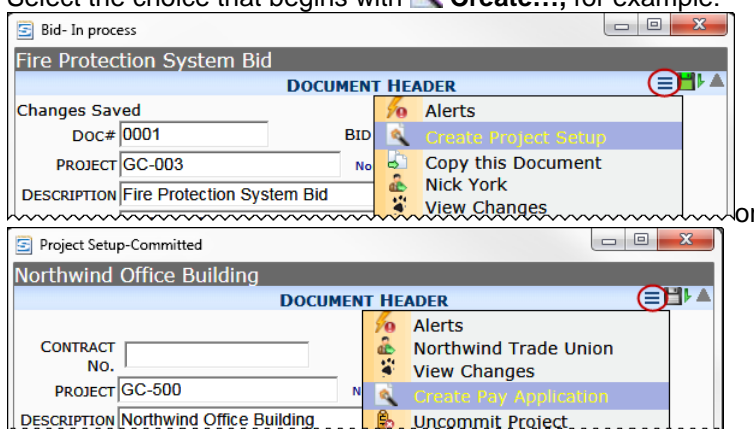 Select the choice that begins with Create…, for example:
Bid- In process
Fire Protection System Bid
DOCUMENT HEADER
Changes Saved
Alerts
DOC# 0001 BID Create Project Setup
PROJECT GC-003 No Copy this Document
Nick York
DESCRIPTION Fire Protection System Bid View Changes
or
Project Setup-Committed
Northwind Office Building
DOCUMENT HEADER
Alerts
CONTRACT NO. Northwind Trade Union
View Changes
PROJECT GC-500 N Create Pay Application
DESCRIPTION Northwind Office Building Uncommit Project